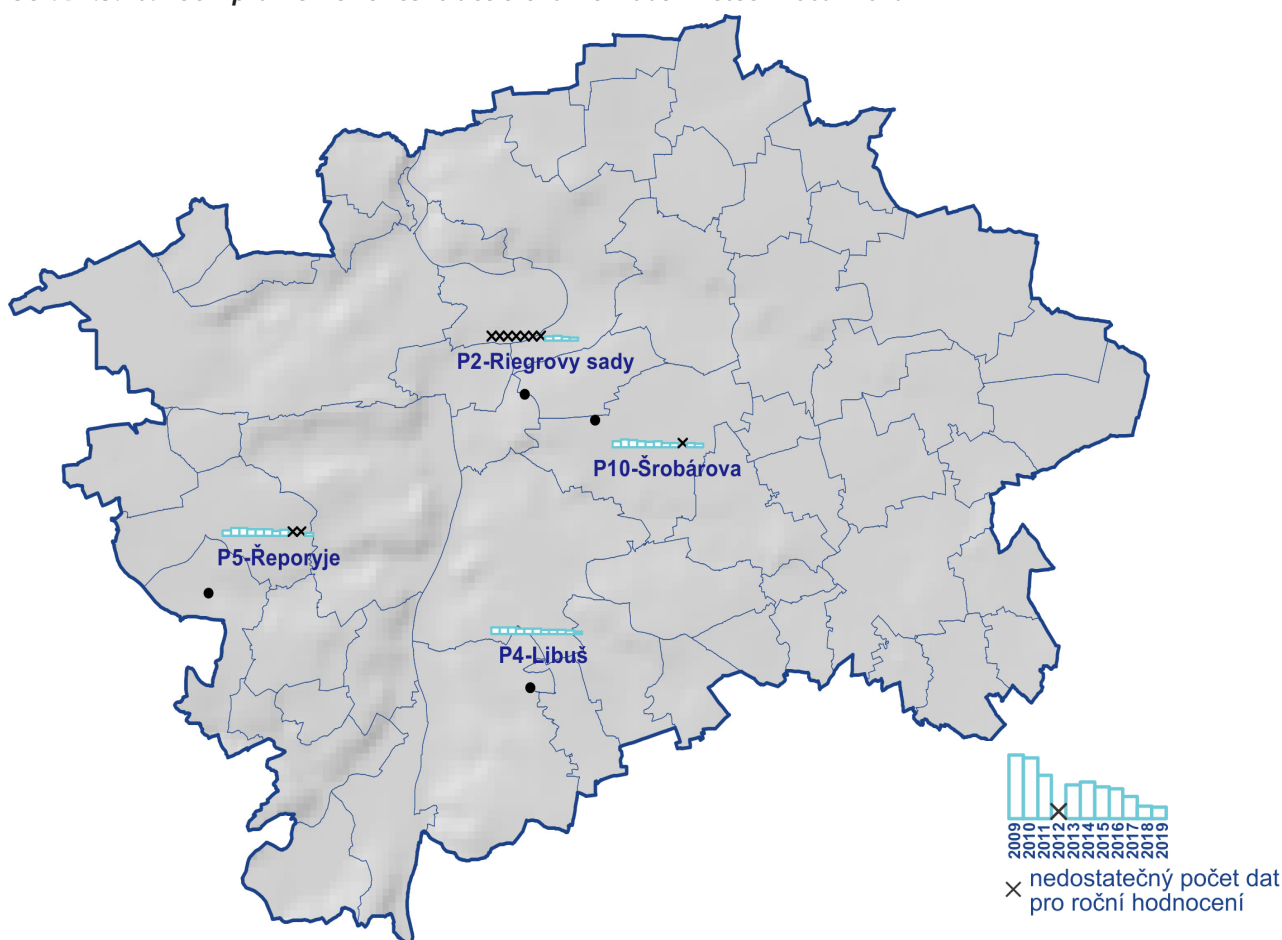 P2-Riegrovy sady
P10-Šrobárova
P5-Řeporyje
P4-Libuš
2009
2010
2011
2012
2013
2014
2015
2016
2017
2018
2019
nedostatečný počet dat
pro roční hodnocení